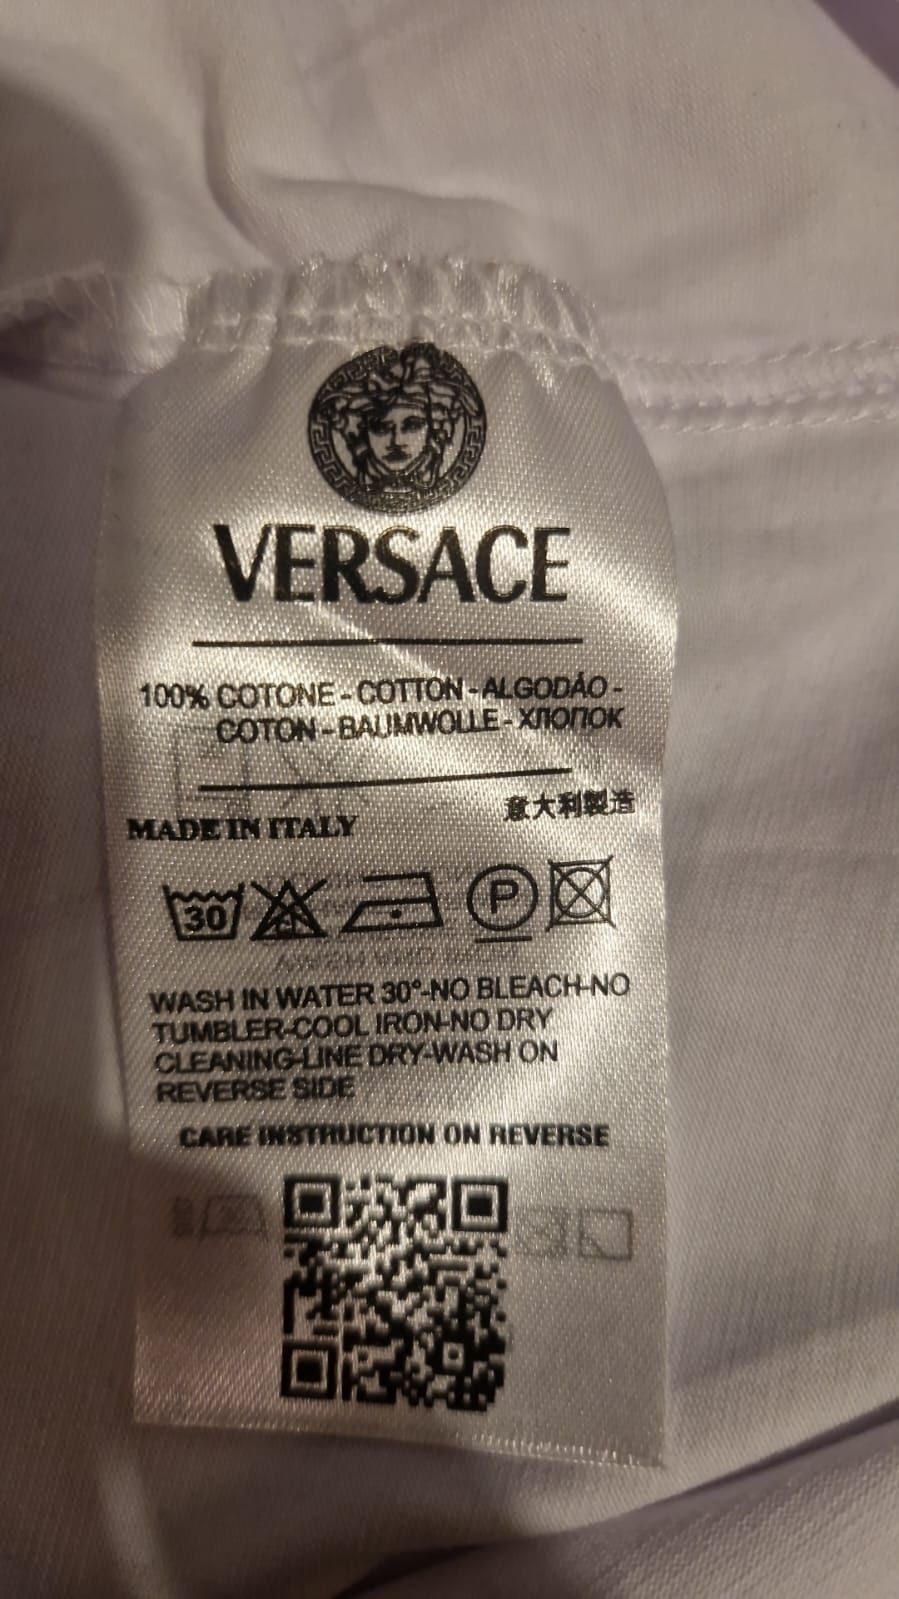 VERSACE
100% COTONE - COTTON - ALGODÃO -
COTON - BAUMWOLLE - ХЛОПОК
意大利製造
MADE IN ITALY
30 CL P
WASH IN WATER 30°-NO BLEACH-NO
TUMBLER-COOL IRON-NO DRY
CLEANING-LINE DRY-WASH ON
REVERSE SIDE
CARE INSTRUCTION ON REVERSE